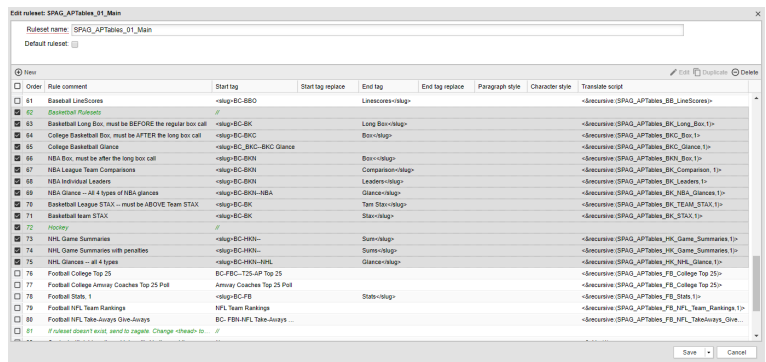 Edit ruleset: SPAG_APTables_01_Main
Ruleset name: SPAG_APTables_01_Main
Default ruleset:
New Edit Duplicate Delete
Order Rule comment Start tag Start tag replace End tag End tag replace Paragraph style Character style Translate script
61 Baseball LineScores <slug>BC-BBO Linescores</slug> <&recursive:(SPAG_APTables_BB_LineScores)>
62 Basketball Rulesets //
63 Basketball Long Box, must be BEFORE the regular box call <slug>BC-BK Long Box</slug> <&recursive:(SPAG_APTables_BK_Long_Box,1)>
64 College Basketball Box, must be AFTER the long box call <slug>BC-BKC Box</slug> <&recursive:(SPAG_APTables_BKC_Box,1>
65 College Basketball Glance <slug>BC_BKC--BKC Glance <&recursive:(SPAG_APTables_BKC_Glance,1)>
66 NBA Box, must be after the long box call <slug>BC-BKN Box<</slug> <&recursive:(SPAG_APTables_BKN_Box,1)>
67 NBA League Team Comparisons <slug>BC-BKN Comparison</slug> <&recursive:(SPAG_APTables_BK_Comparison, 1)>
68 NBA Individual Leaders <slug>BC-BKN Leaders</slug> <&recursive:(SPAG_APTables_BK_Leaders,1>
69 NBA Glance -- All 4 types of NBA glances <slug>BC-BKN--NBA Glance</slug> <&recursive:(SPAG_APTables_BK_NBA_Glances,1)>
70 Basketball League STAX -- must be ABOVE Team STAX <slug>BC-BK Tam Stax</slug> <&recursive:(SPAG_APTables_BK_TEAM_STAX,1)>
71 Basketball team STAX <slug>BC-BK Stax</slug> <&recursive:(SPAG_APTables_BK_STAX,1)>
72 Hockey //
73 NHL Game Summaries <slug>BC-HKN-- Sum</slug> <&recursive:(SPAG_APTables_HK_Game_Summaries,1)>
74 NHL Game Summaries with penalties <slug>BC-HKN-- Sums</slug> <&recursive:(SPAG_APTables_HK_Game_Summaries,1)>
75 NHL Glances -- all 4 types <slug>BC-HKN--NHL Glance</slug> <&recursive:(SPAG_APTables_HK_NHL_Glance,1)>
76 Football College Top 25 BC-FBC--T25-AP Top 25 <&recursive:(SPAG_APTables_FB_College Top 25)>
77 Football College Amway Coaches Top 25 Poll Amway Coaches Top 25 Poll <&recursive:(SPAG_APTables_FB_College Top 25)>
78 Football Stats, 1 <slug>BC-FB Stats</slug> <&recursive:(SPAG_APTables_FB_Stats,1)>
79 Football NFL Team Rankings NFL Team Rankings <&recursive:(SPAG_APTables_FB_NFL_Team_Rankings,1)>
80 Football NFL Take-Aways Give-Aways BC- FBN-NFL Take-Aways ... <&recursive:(SPAG_APTables_FB_NFL_TakeAways_Give...
81 If ruleset doesn't exist, send to zagate. Change <thead> to ... //
Save Cancel